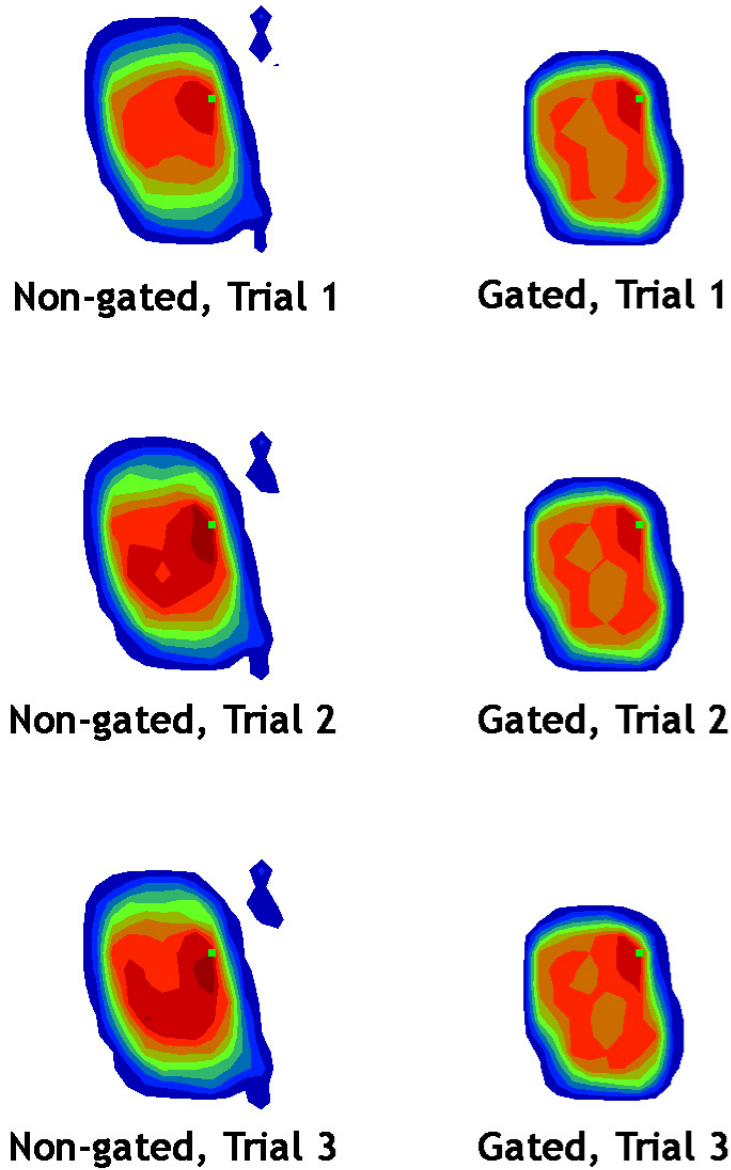 Non-gated, Trial 1
Gated, Trial 1
Non-gated, Trial 2
Gated, Trial 2
Non-gated, Trial 3
Gated, Trial 3